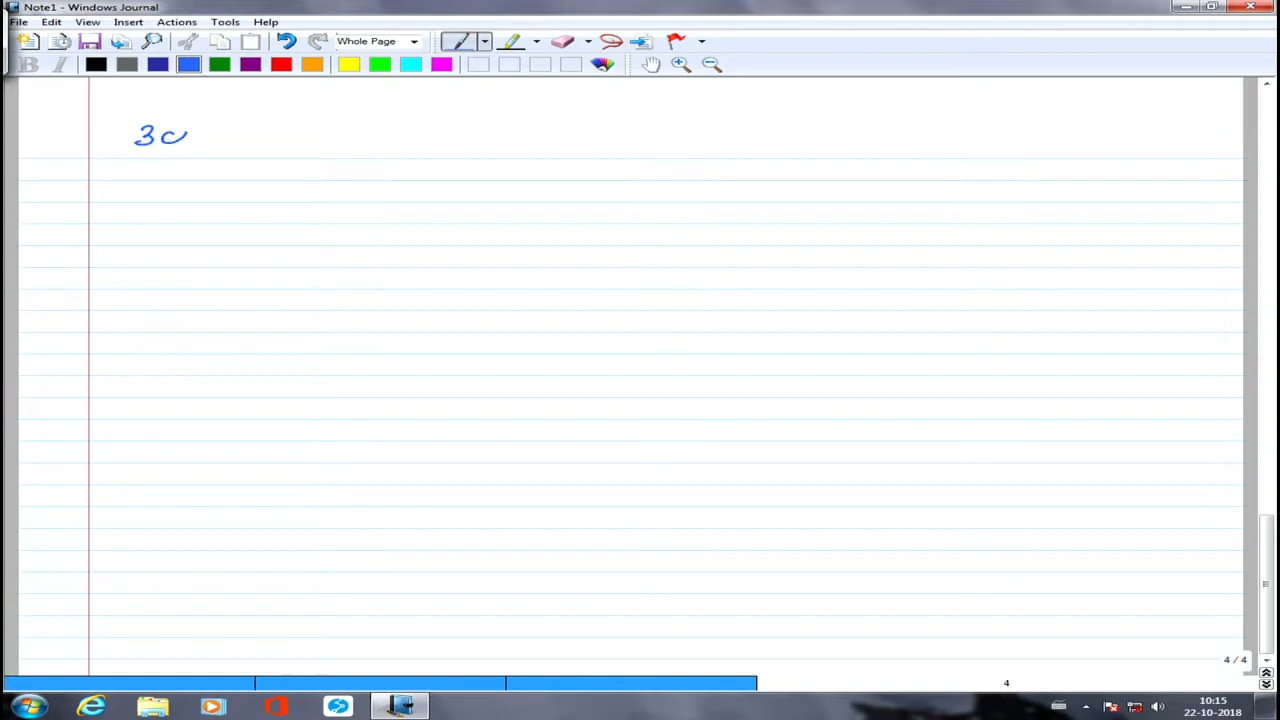 Note1 - Windows Journal
File Edit View Insert Actions Tools Help
Whole Page
B I
3c
4 / 4
4
10:15
22-10-2018